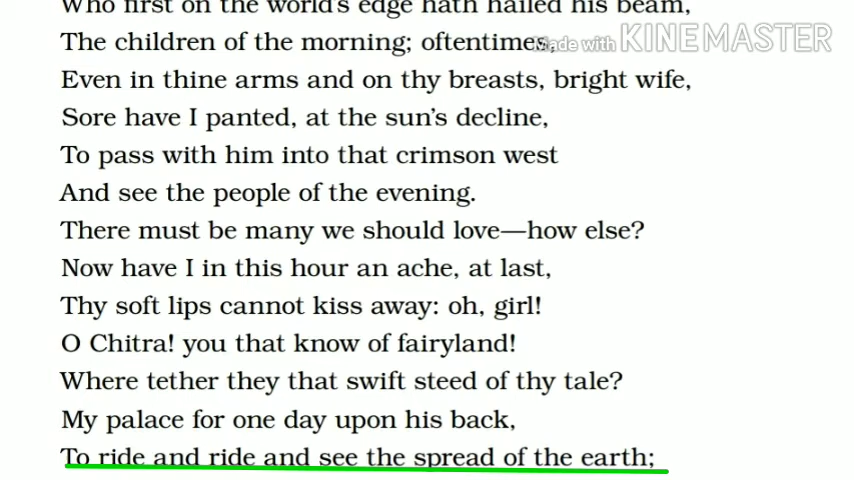 Who first on the world's edge hath hailed his beam,
The children of the morning; oftentimes,
Made with KINEMASTER
Even in thine arms and on thy breasts, bright wife,
Sore have I panted, at the sun's decline,
To pass with him into that crimson west
And see the people of the evening.
There must be many we should love—how else?
Now have I in this hour an ache, at last,
Thy soft lips cannot kiss away: oh, girl!
O Chitra! you that know of fairyland!
Where tether they that swift steed of thy tale?
My palace for one day upon his back,
To ride and ride and see the spread of the earth;